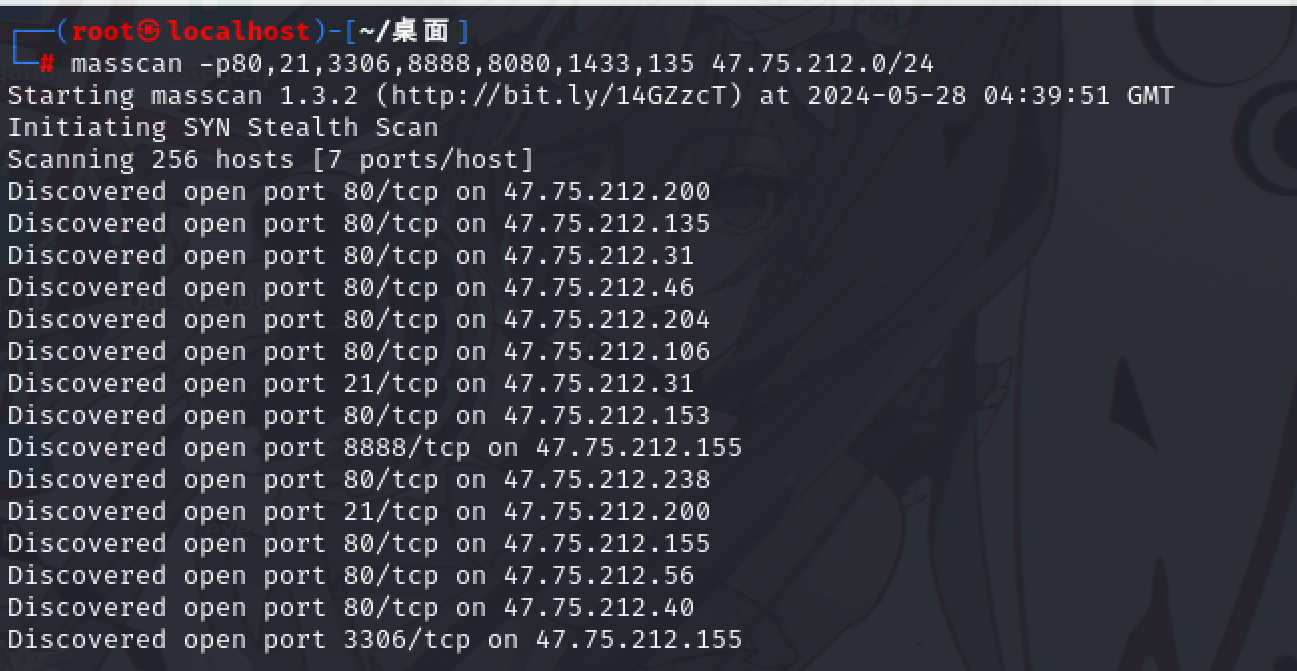 ┌──(root㉿localhost)-[~/桌面]
└─# masscan -p80,21,3306,8888,8080,1433,135 47.75.212.0/24
Starting masscan 1.3.2 (http://bit.ly/14GZzcT) at 2024-05-28 04:39:51 GMT
Initiating SYN Stealth Scan
Scanning 256 hosts [7 ports/host]
Discovered open port 80/tcp on 47.75.212.200
Discovered open port 80/tcp on 47.75.212.135
Discovered open port 80/tcp on 47.75.212.31
Discovered open port 80/tcp on 47.75.212.46
Discovered open port 80/tcp on 47.75.212.204
Discovered open port 80/tcp on 47.75.212.106
Discovered open port 21/tcp on 47.75.212.31
Discovered open port 80/tcp on 47.75.212.153
Discovered open port 8888/tcp on 47.75.212.155
Discovered open port 80/tcp on 47.75.212.238
Discovered open port 21/tcp on 47.75.212.200
Discovered open port 80/tcp on 47.75.212.155
Discovered open port 80/tcp on 47.75.212.56
Discovered open port 80/tcp on 47.75.212.40
Discovered open port 3306/tcp on 47.75.212.155